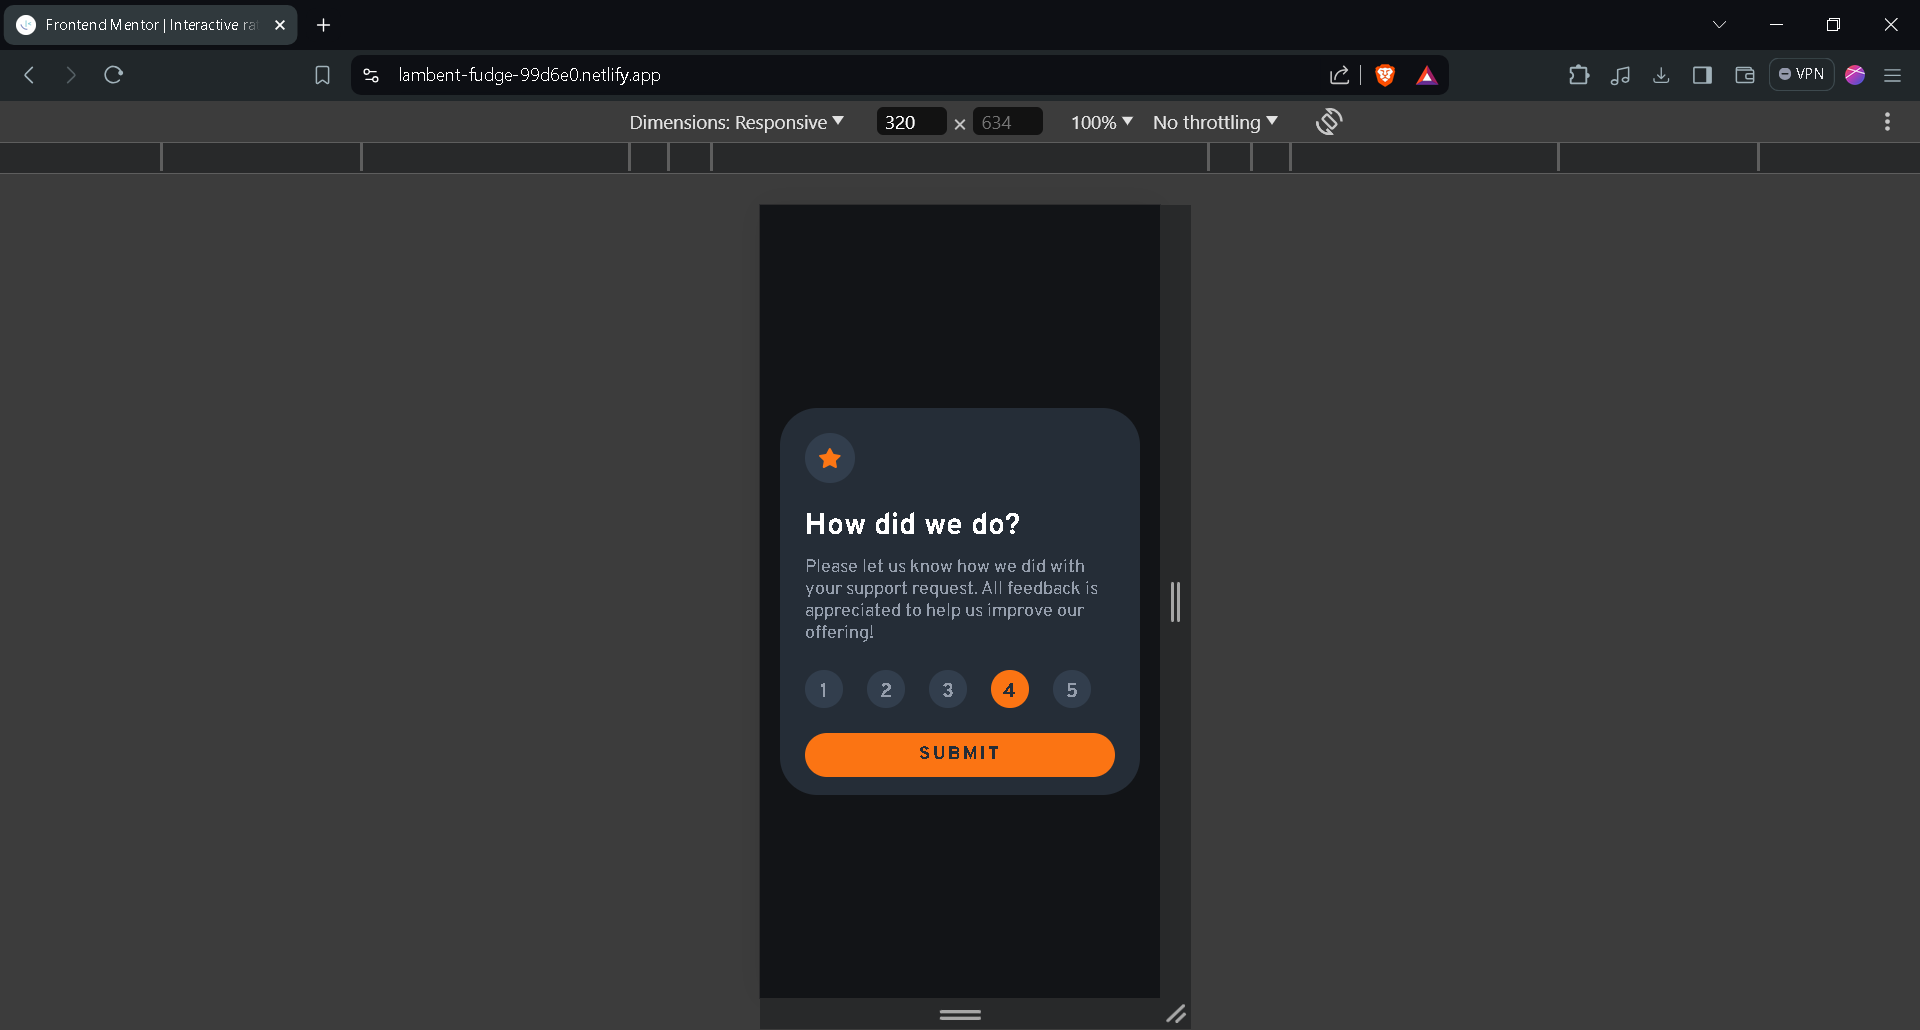 Frontend Mentor | Interactive ra
lambent-fudge-99d6e0.netlify.app
VPN
Dimensions: Responsive 320 × 634 100% No throttling
How did we do?
Please let us know how we did with
your support request. All feedback is
appreciated to help us improve our
offering!
1 2 3 4 5
SUBMIT